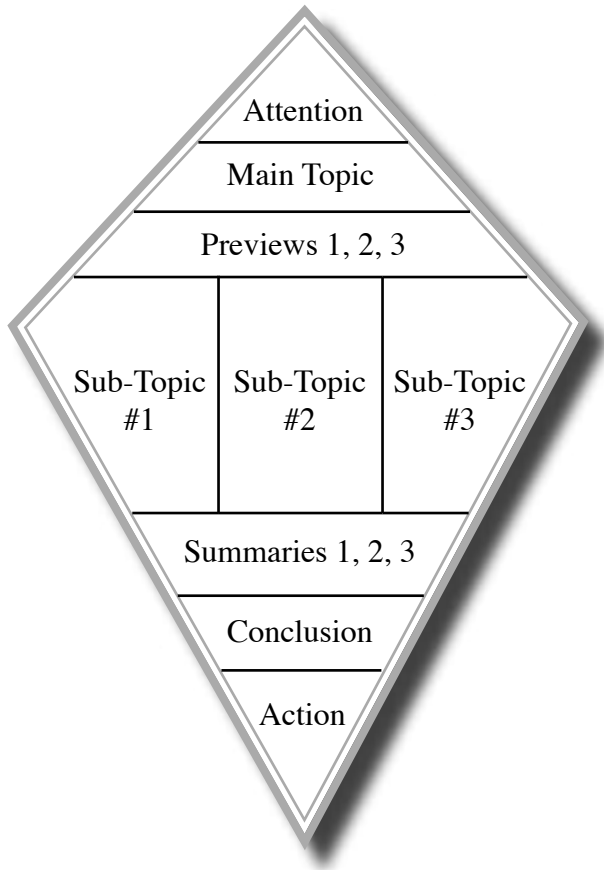 Attention
Main Topic
Previews 1, 2, 3
Sub-Topic
#1
Sub-Topic
#2
Sub-Topic
#3
Summaries 1, 2, 3
Conclusion
Action